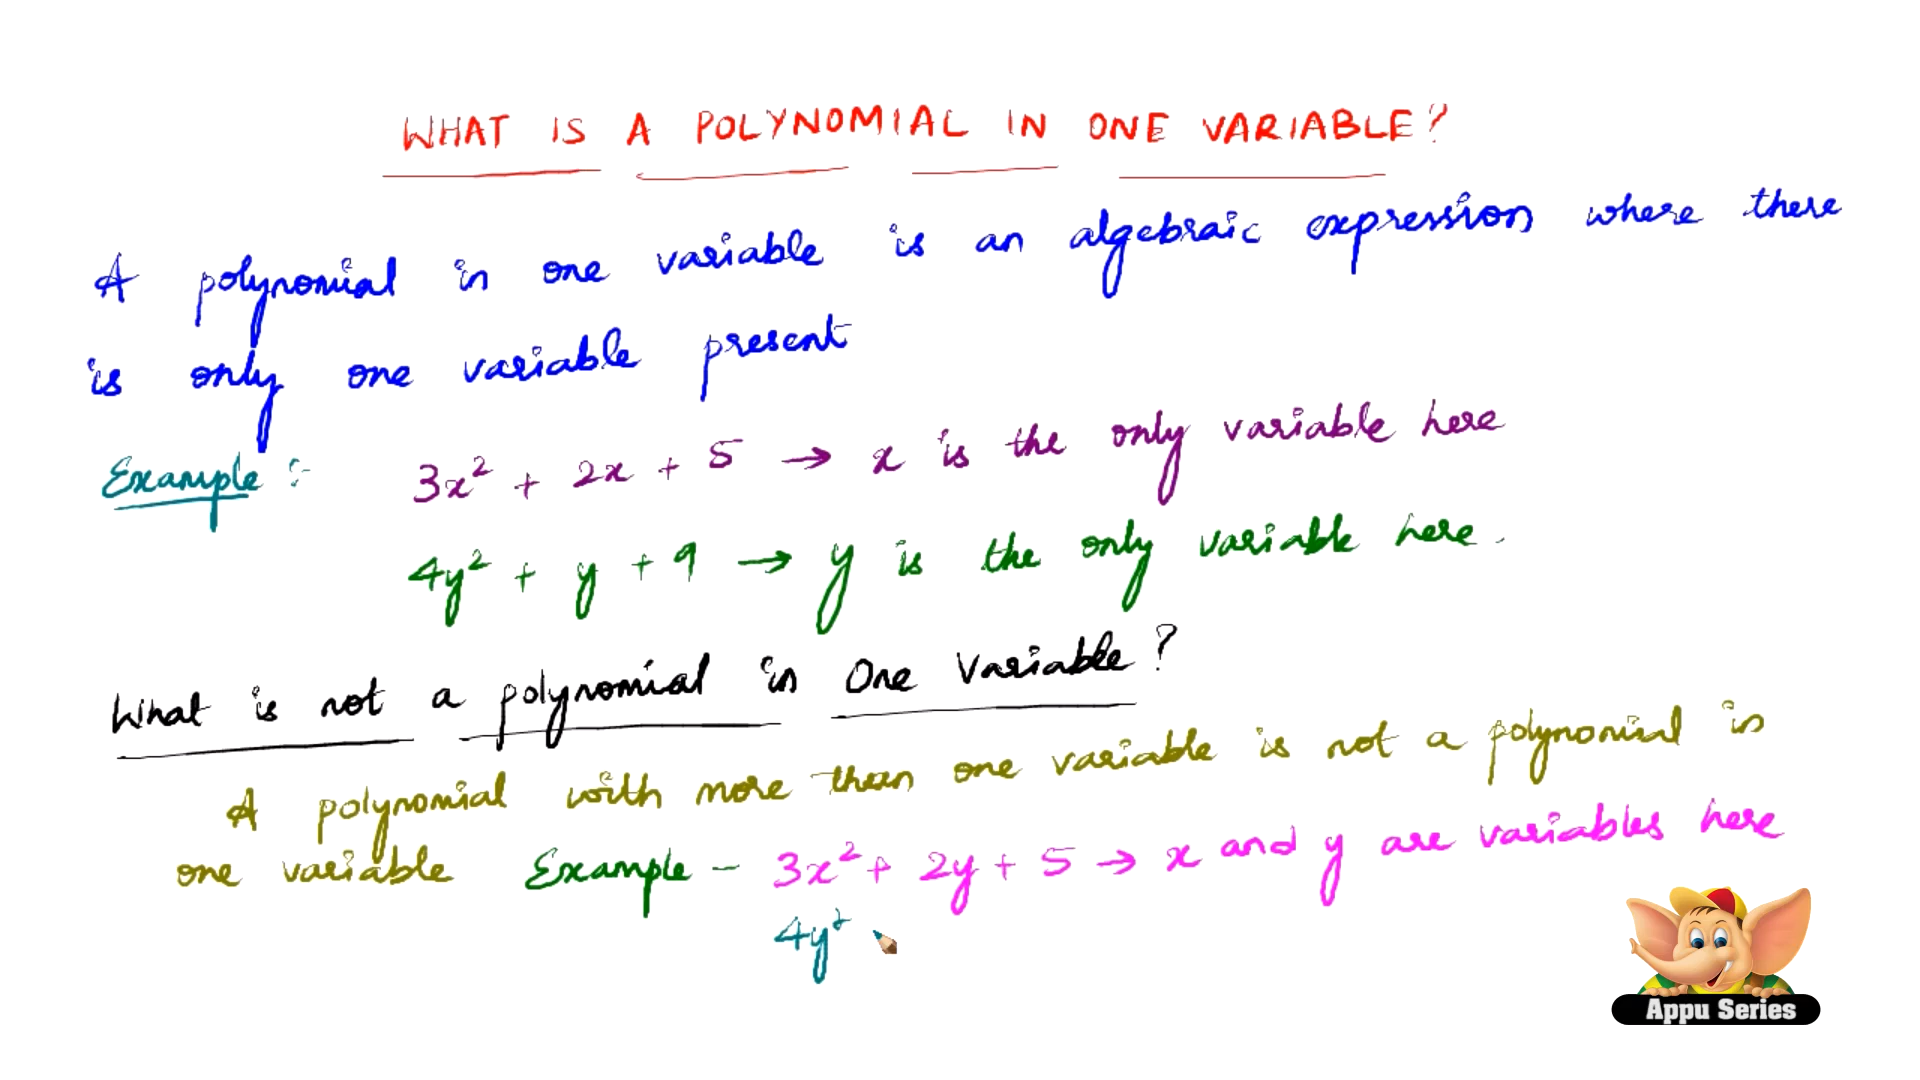 WHAT IS A POLYNOMIAL IN ONE VARIABLE?
A polynomial in one variable is an algebraic expression where there
is only one variable present
Example :- 3x² + 2x + 5 → x is the only variable here
4y² + y + 9 → y is the only variable here.
What is not a polynomial in One Variable?
A polynomial with more than one variable is not a polynomial in
one variable Example - 3x² + 2y + 5 → x and y are variables here
4y²
Appu Series